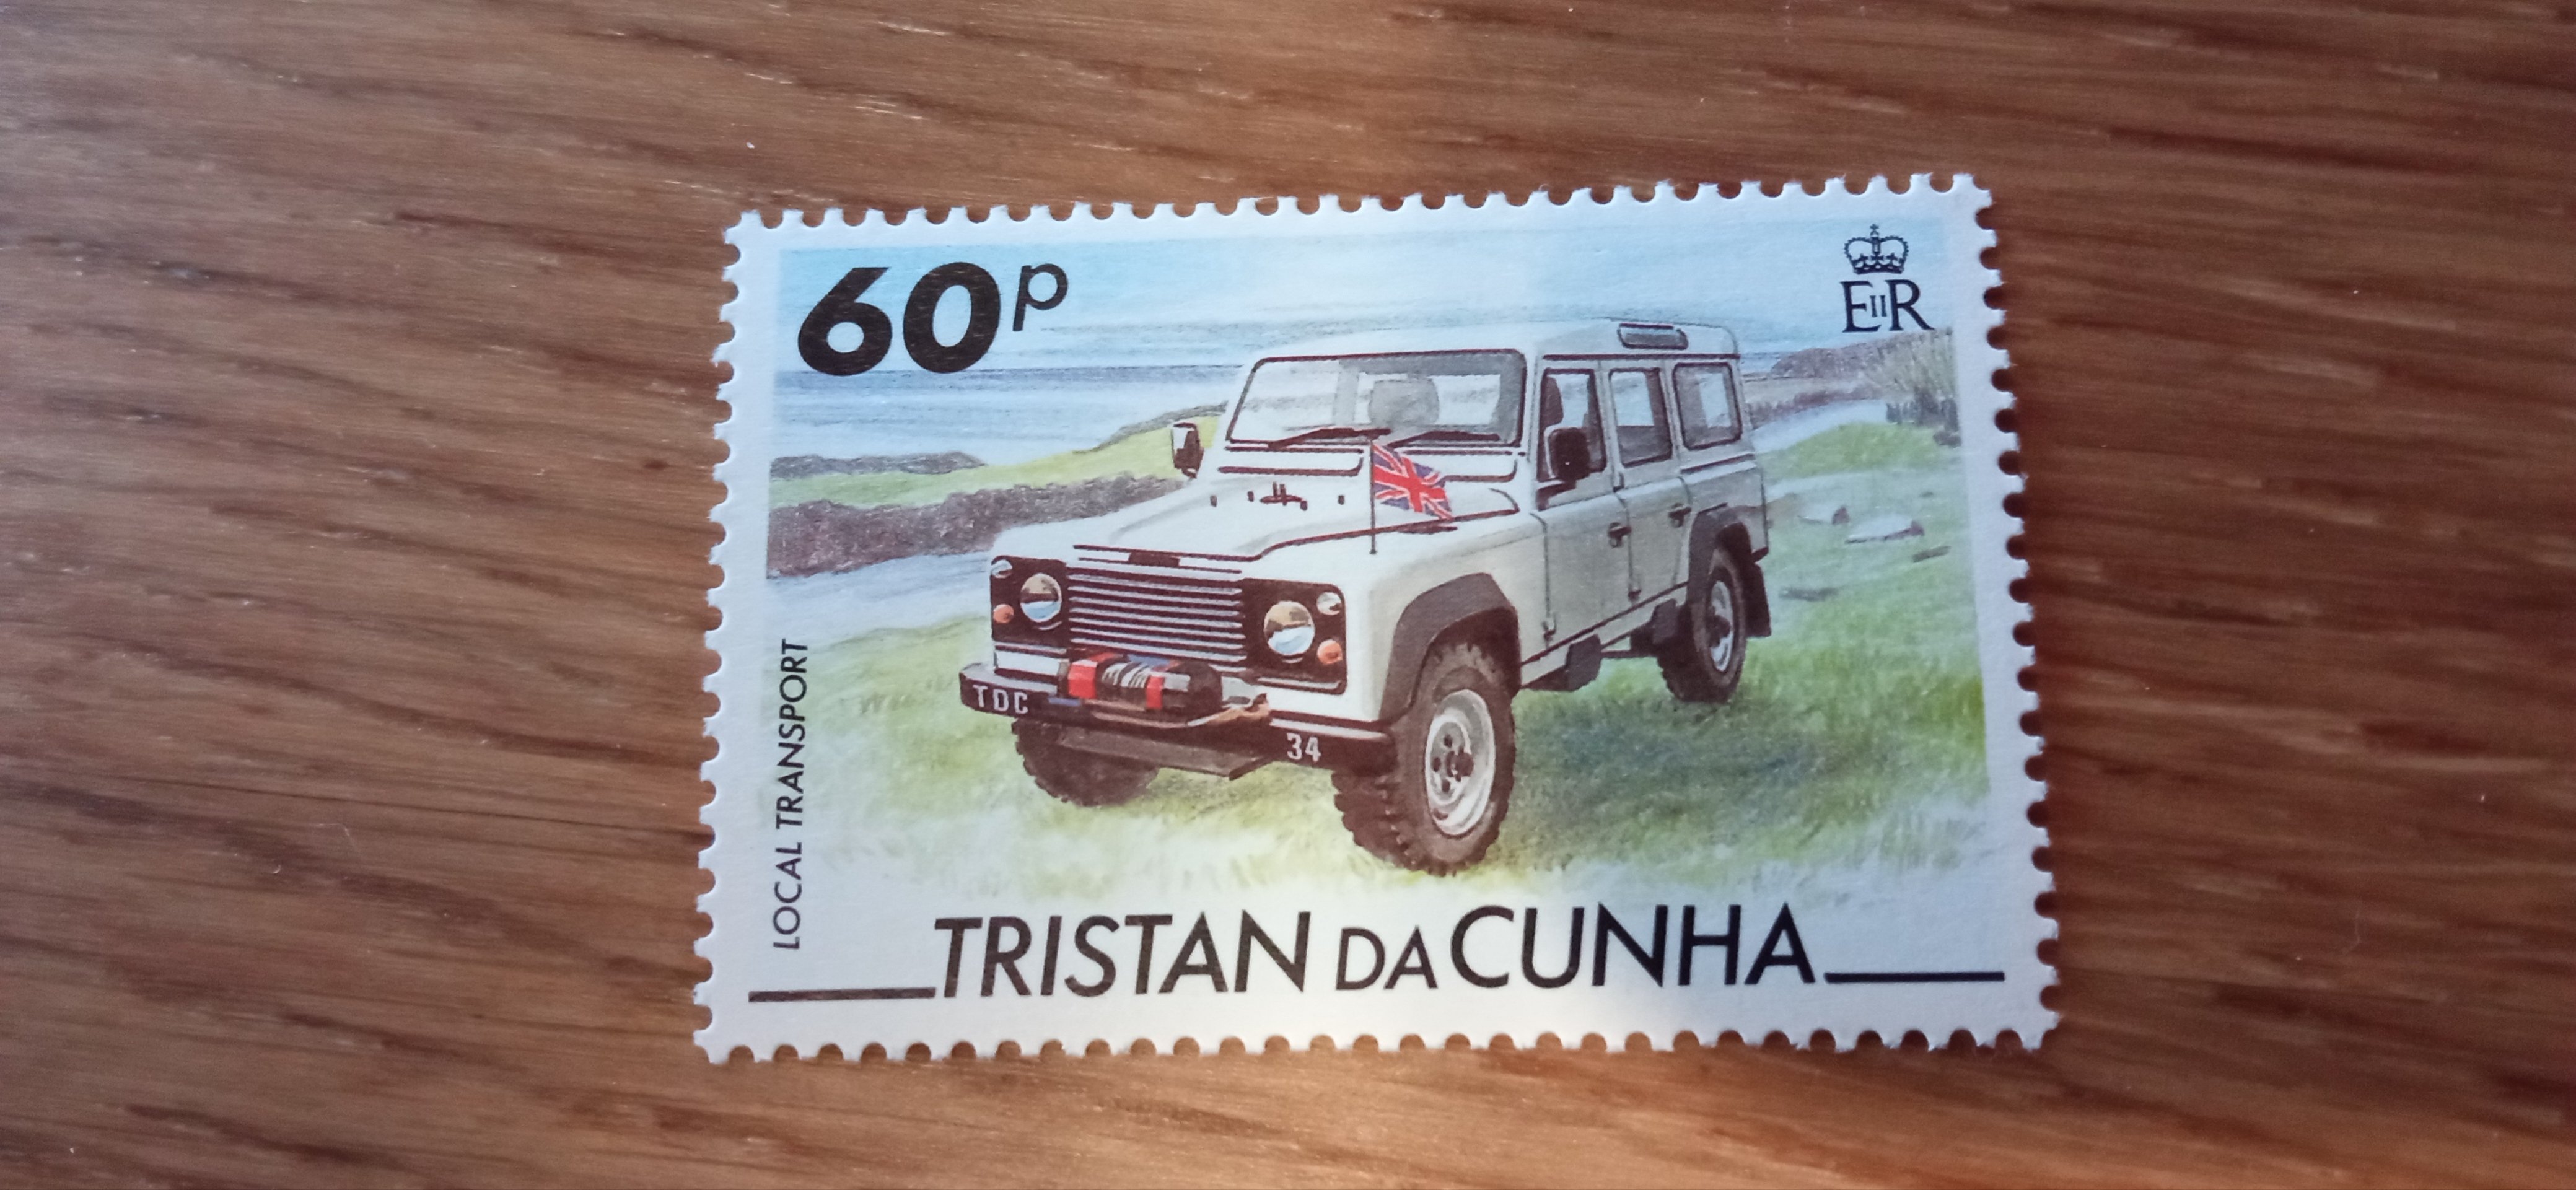 60p
EIIR
TDC
34
LOCAL TRANSPORT
TRISTAN DA CUNHA